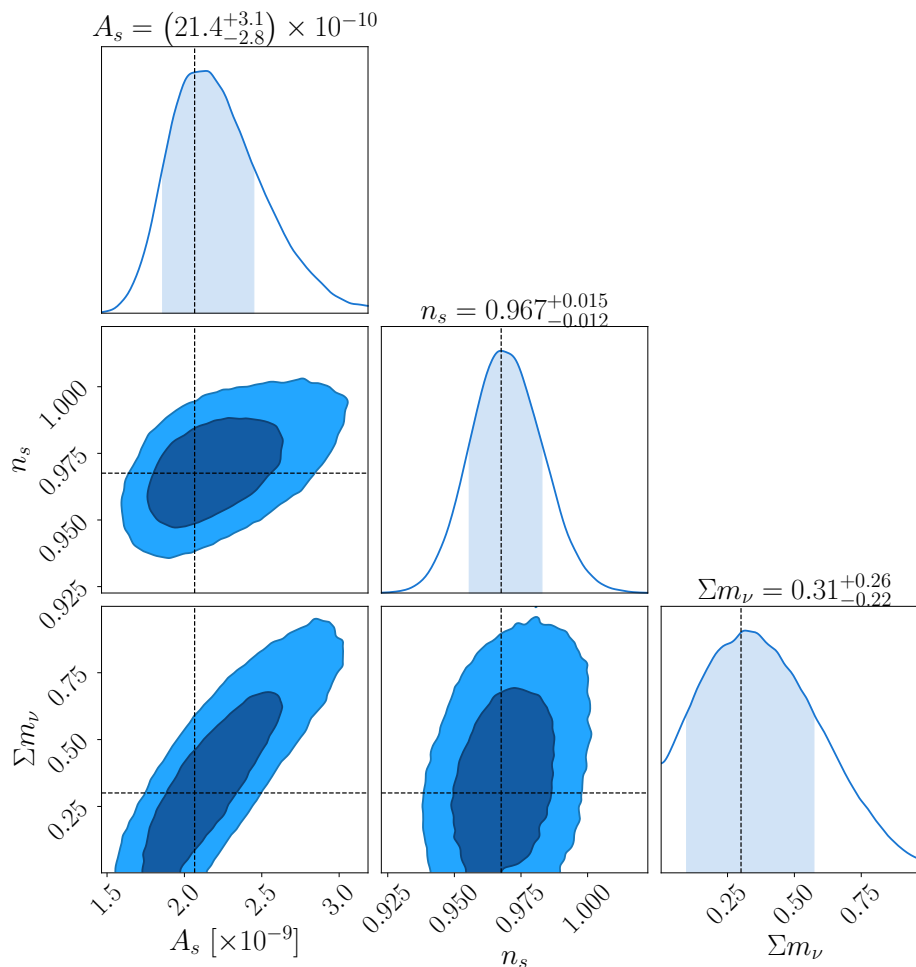 A_s = (21.4^{+3.1}_{-2.8}) × 10^{-10}
n_s = 0.967^{+0.015}_{-0.012}
1.000
0.975
0.950
0.925
n_s
Σm_ν = 0.31^{+0.26}_{-0.22}
0.75
0.50
0.25
Σm_ν
1.5 2.0 2.5 3.0
A_s [×10^{-9}]
0.925 0.950 0.975 1.000
n_s
0.25 0.50 0.75
Σm_ν